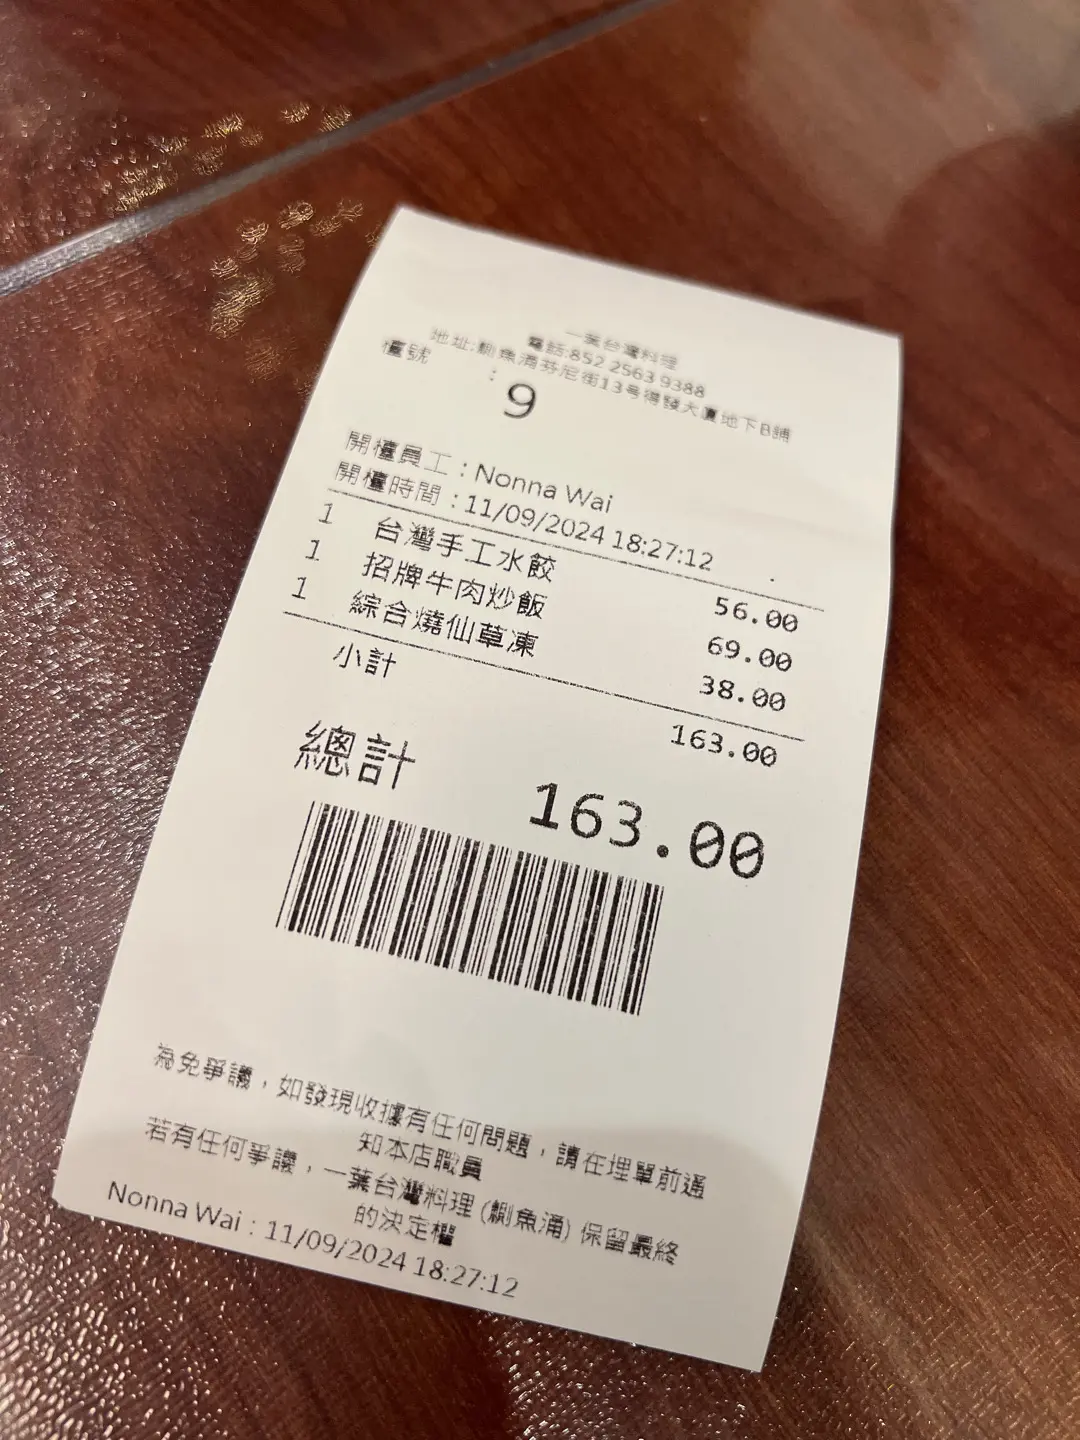 一葉台灣料理
電話:852 2563 9388
地址:鰂魚涌芬尼街13号得發大廈地下B鋪
檯號 : 9
開檯員工：Nonna Wai
開檯時間：11/09/2024 18:27:12
1 台灣手工水餃 56.00
1 招牌牛肉炒飯 69.00
1 綜合燒仙草凍 38.00
小計 163.00
總計 163.00
為免爭議，如發現收據有任何問題，請在埋單前通
知本店職員
若有任何爭議，一葉台灣料理 (鰂魚涌) 保留最終
的決定權
Nonna Wai : 11/09/2024 18:27:12